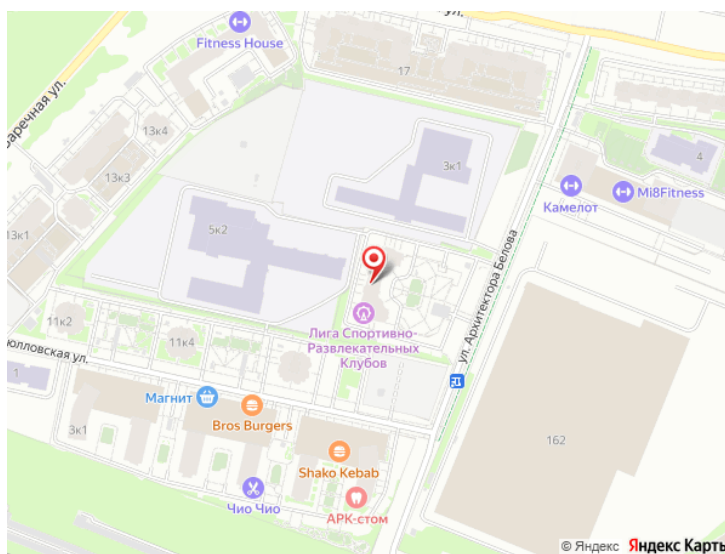 ул.
Fitness House
17
Заречная ул.
13к4
13к3
3к1
4
Mi8Fitness
Камелот
13к1
5к2
ул. Архитектора Белова
Лига Спортивно-
Развлекательных
Клубов
11к2
11к4
юлловская ул.
1
Магнит
Bros Burgers
3к1
162
Shako Kebab
Чио Чио
АРК-стом
© Яндекс Яндекс Карты